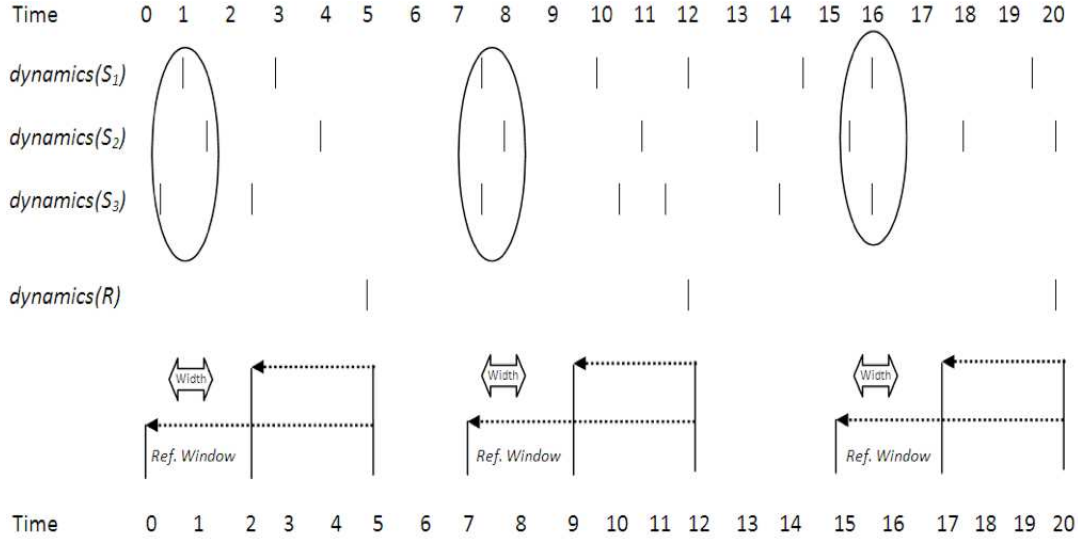 Time 0 1 2 3 4 5 6 7 8 9 10 11 12 13 14 15 16 17 18 19 20
dynamics(S1)
dynamics(S2)
dynamics(S3)
dynamics(R)
Width Width Width
Ref. Window Ref. Window Ref. Window
Time 0 1 2 3 4 5 6 7 8 9 10 11 12 13 14 15 16 17 18 19 20